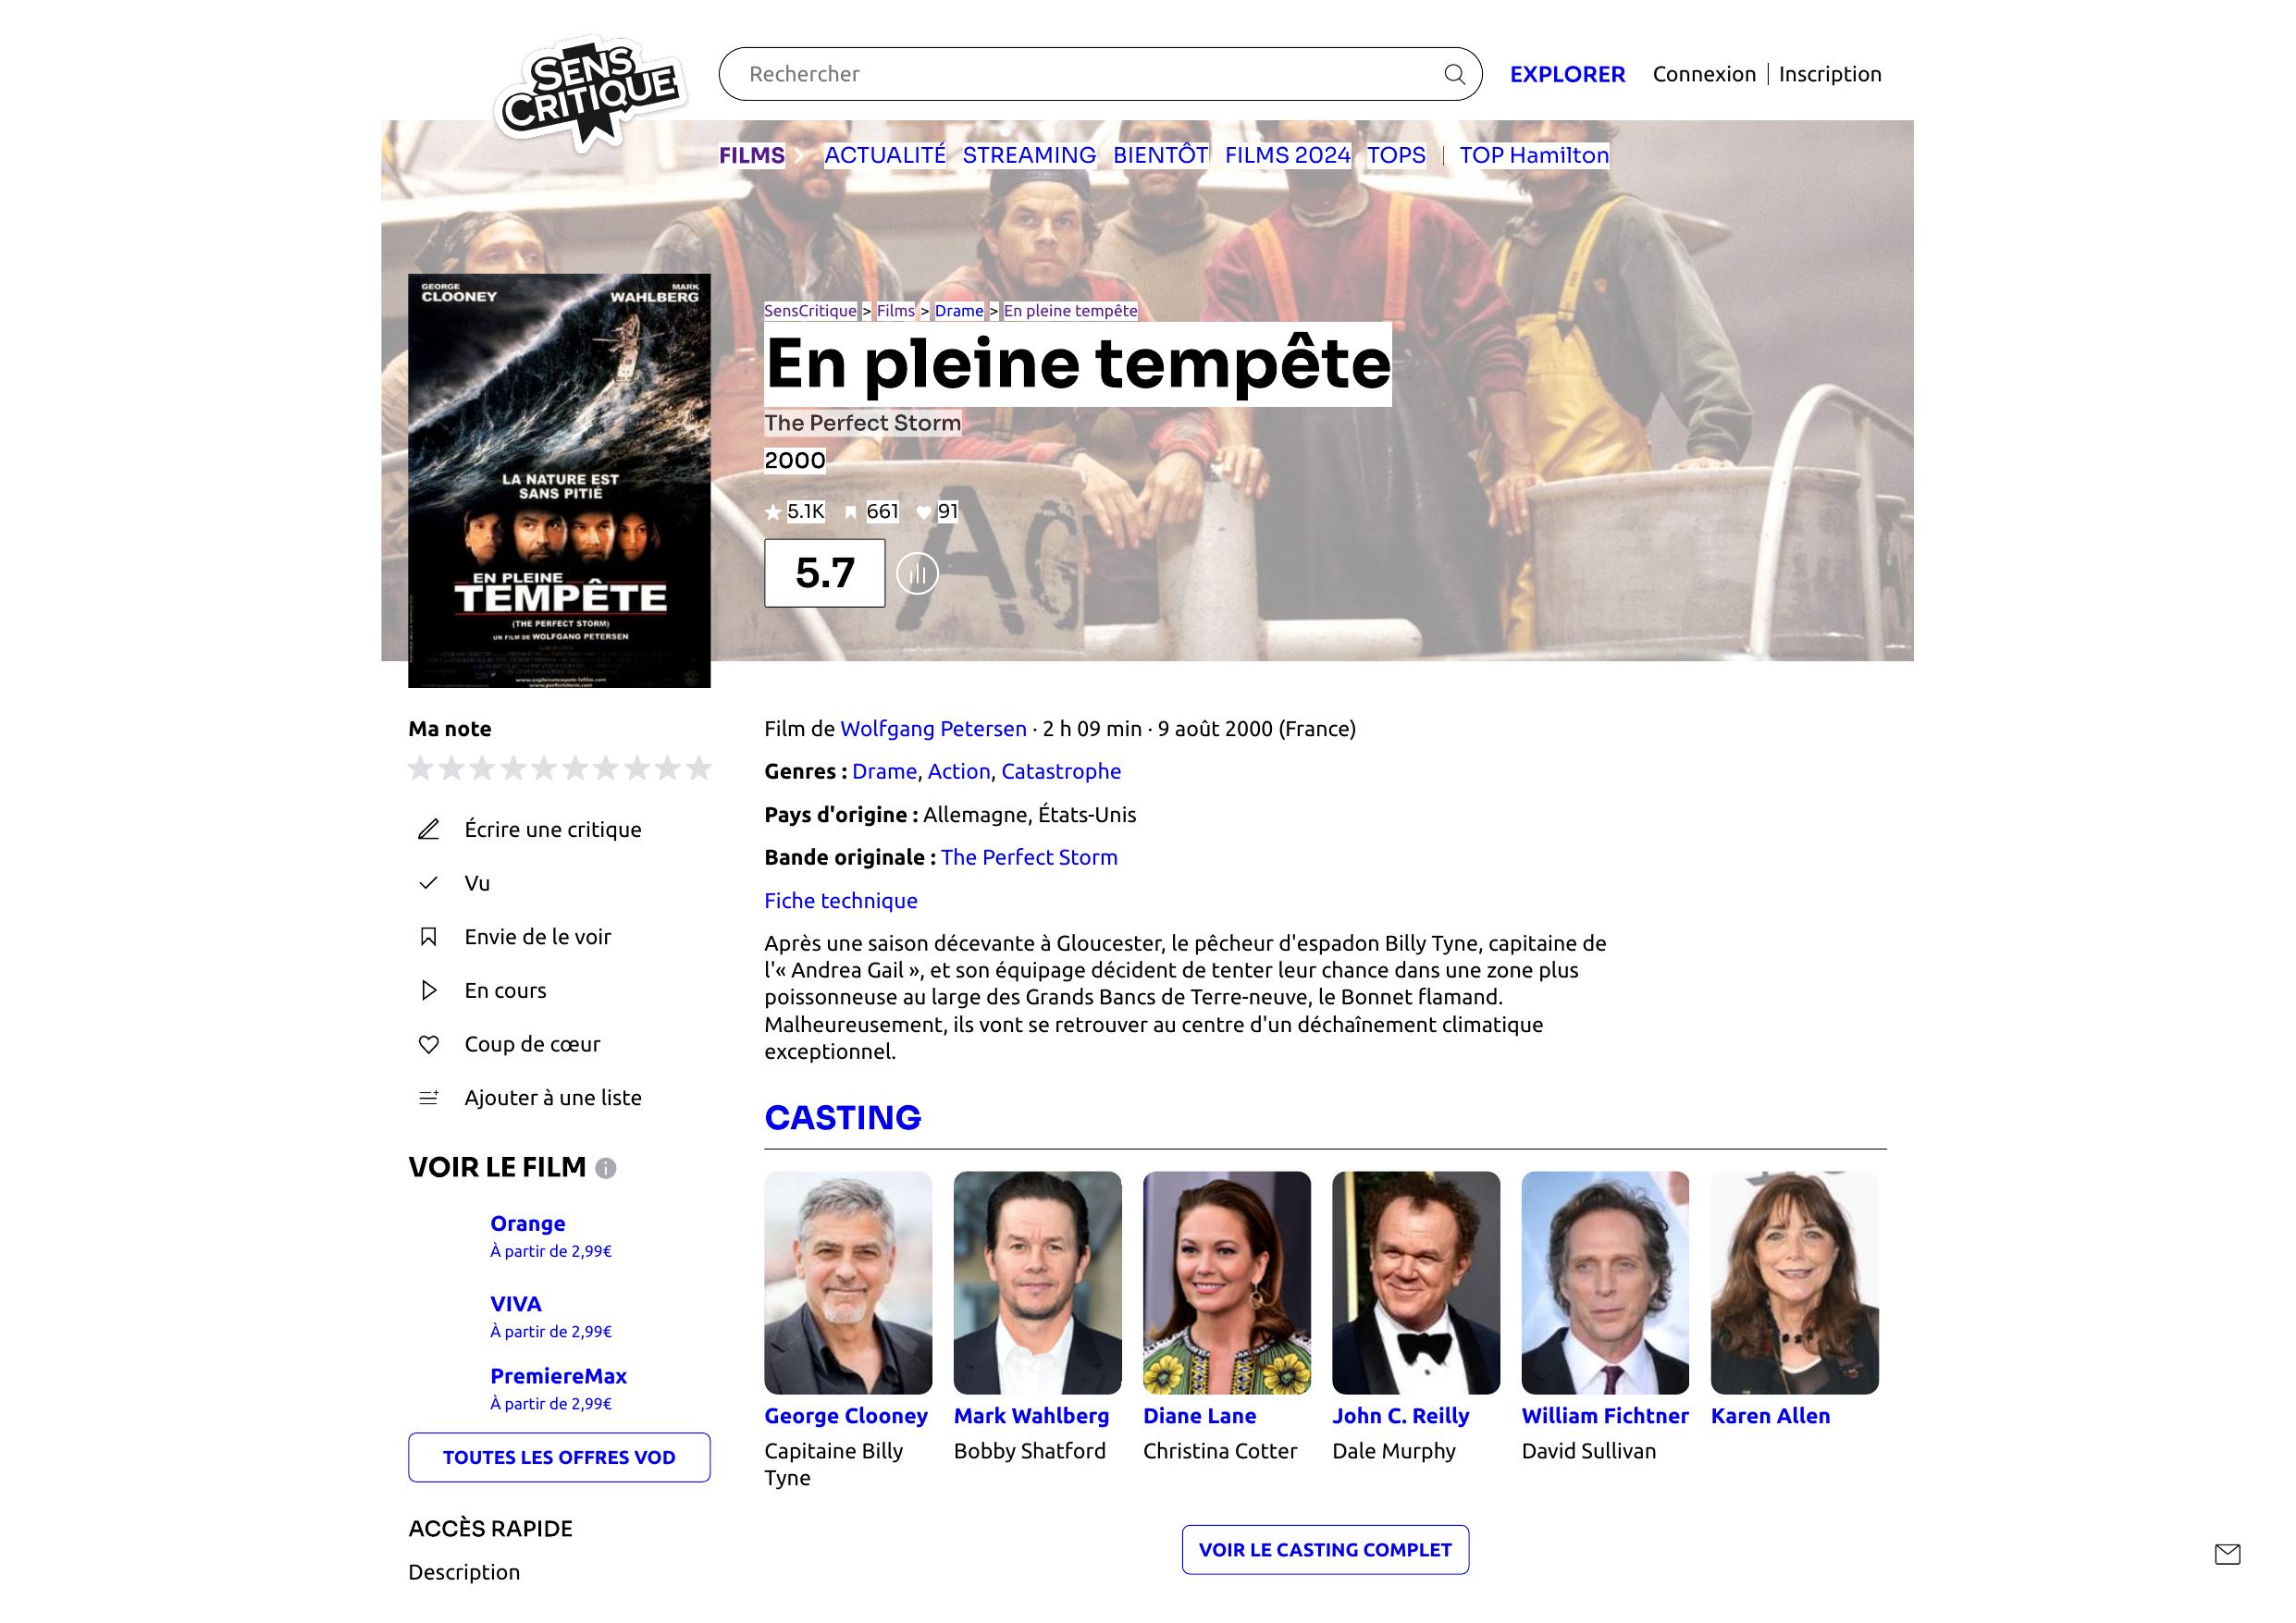 SENS
CRITIQUE
Rechercher
EXPLORER
Connexion
Inscription
FILMS
ACTUALITÉ
STREAMING
BIENTÔT
FILMS 2024
TOPS
TOP Hamilton
GEORGE
CLOONEY
MARK
WAHLBERG
LA NATURE EST
SANS PITIÉ
EN PLEINE
TEMPÊTE
(THE PERFECT STORM)
UN FILM DE WOLFGANG PETERSEN
SensCritique > Films > Drame > En pleine tempête
En pleine tempête
The Perfect Storm
2000
5.1K 661 91
5.7
AG
Ma note
Écrire une critique
Vu
Envie de le voir
En cours
Coup de cœur
Ajouter à une liste
VOIR LE FILM
Orange
À partir de 2,99€
VIVA
À partir de 2,99€
PremiereMax
À partir de 2,99€
TOUTES LES OFFRES VOD
ACCÈS RAPIDE
Description
Film de Wolfgang Petersen · 2 h 09 min · 9 août 2000 (France)
Genres : Drame, Action, Catastrophe
Pays d'origine : Allemagne, États-Unis
Bande originale : The Perfect Storm
Fiche technique
Après une saison décevante à Gloucester, le pêcheur d'espadon Billy Tyne, capitaine de
l'« Andrea Gail », et son équipage décident de tenter leur chance dans une zone plus
poissonneuse au large des Grands Bancs de Terre-neuve, le Bonnet flamand.
Malheureusement, ils vont se retrouver au centre d'un déchaînement climatique
exceptionnel.
CASTING
George Clooney
Capitaine Billy
Tyne
Mark Wahlberg
Bobby Shatford
Diane Lane
Christina Cotter
John C. Reilly
Dale Murphy
William Fichtner
David Sullivan
Karen Allen
VOIR LE CASTING COMPLET